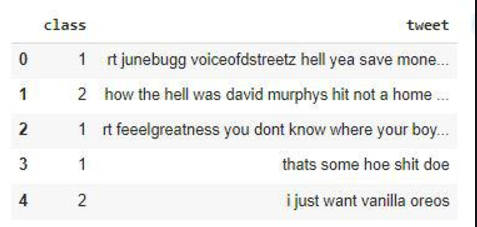 class tweet
0 1 rt junebugg voiceofdstreetz hell yea save mone...
1 2 how the hell was david murphys hit not a home ...
2 1 rt feeelgreatness you dont know where your boy...
3 1 thats some hoe shit doe
4 2 i just want vanilla oreos